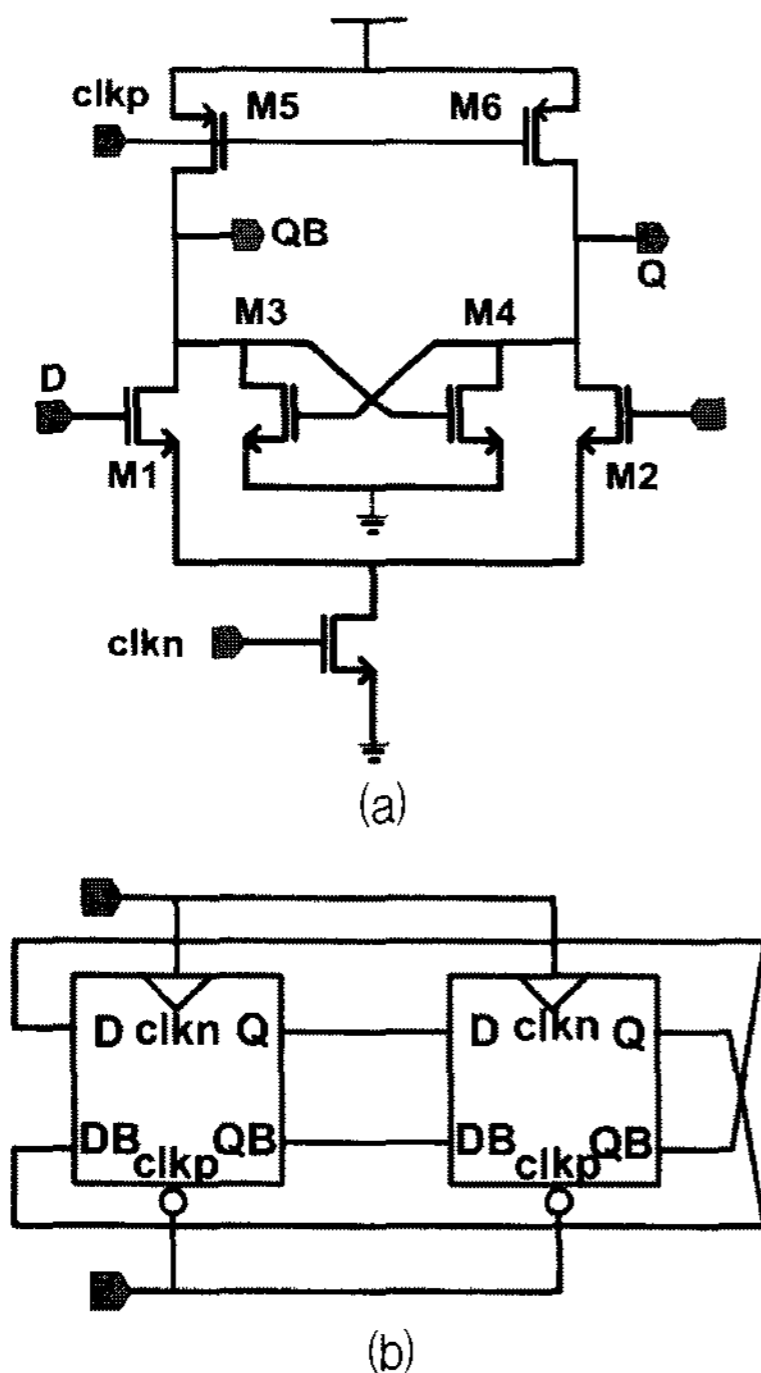 clkp
M5
M6
QB
Q
M3
M4
D
M1
M2
clkn
(a)
D clkn Q
D clkn Q
DB clkp QB
DB clkp QB
(b)